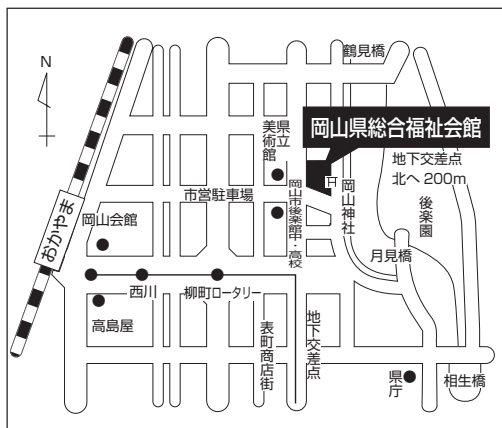 N
鶴見橋
岡山県総合福祉会館
地下交差点
北へ 200m
県立
美術館
岡山神社
後楽園
市営駐車場
岡山市後楽館中・高校
おかやま
岡山会館
月見橋
西川
柳町ロータリー
高島屋
表町商店街
地下交差点
県庁
相生橋